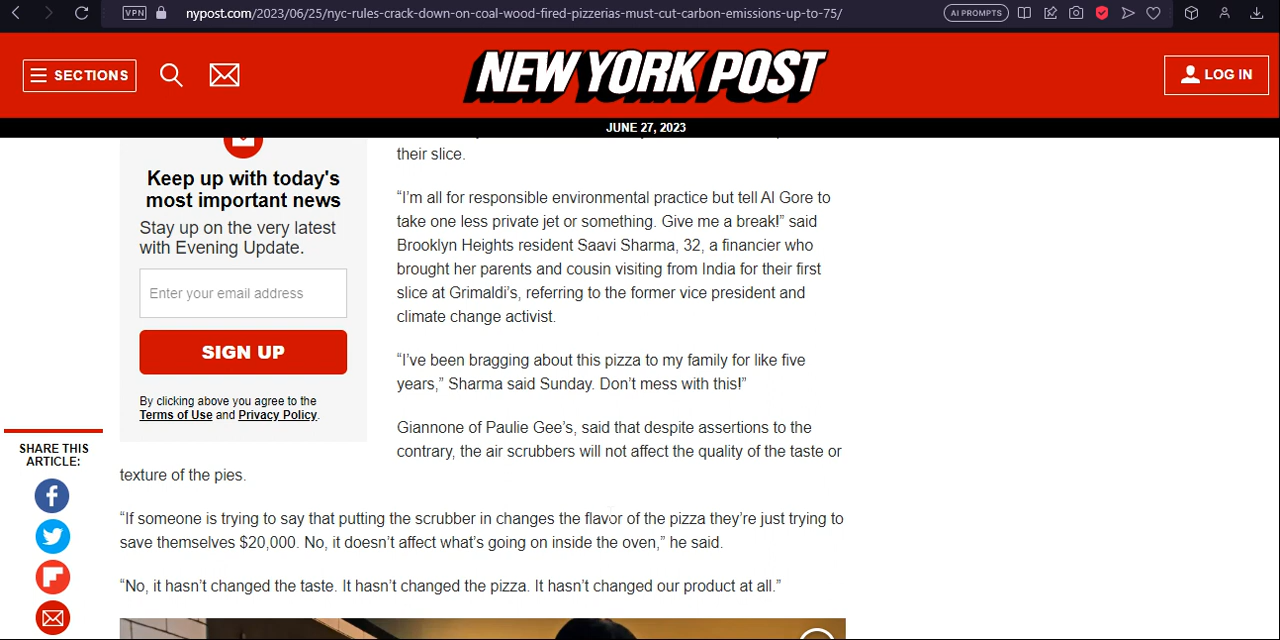 VPN
nypost.com/2023/06/25/nyc-rules-crack-down-on-coal-wood-fired-pizzerias-must-cut-carbon-emissions-up-to-75/
AI PROMPTS
SECTIONS
NEW YORK POST
LOG IN
JUNE 27, 2023
Keep up with today's
most important news
Stay up on the very latest
with Evening Update.
Enter your email address
SIGN UP
By clicking above you agree to the
Terms of Use and Privacy Policy.
SHARE THIS
ARTICLE:
their slice.
“I’m all for responsible environmental practice but tell Al Gore to
take one less private jet or something. Give me a break!” said
Brooklyn Heights resident Saavi Sharma, 32, a financier who
brought her parents and cousin visiting from India for their first
slice at Grimaldi’s, referring to the former vice president and
climate change activist.
“I’ve been bragging about this pizza to my family for like five
years,” Sharma said Sunday. Don’t mess with this!”
Giannone of Paulie Gee’s, said that despite assertions to the
contrary, the air scrubbers will not affect the quality of the taste or
texture of the pies.
“If someone is trying to say that putting the scrubber in changes the flavor of the pizza they’re just trying to
save themselves $20,000. No, it doesn’t affect what’s going on inside the oven,” he said.
“No, it hasn’t changed the taste. It hasn’t changed the pizza. It hasn’t changed our product at all.”